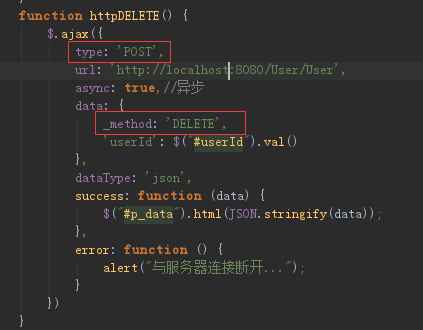 function httpDELETE() {
$.ajax({
type: 'POST',
url: 'http://localhost:8080/User/User',
async: true,//异步
data: {
_method: 'DELETE',
'userId': $("#userId").val()
},
dataType: 'json',
success: function (data) {
$("#p_data").html(JSON.stringify(data));
},
error: function () {
alert("与服务器连接断开...");
}
})
}